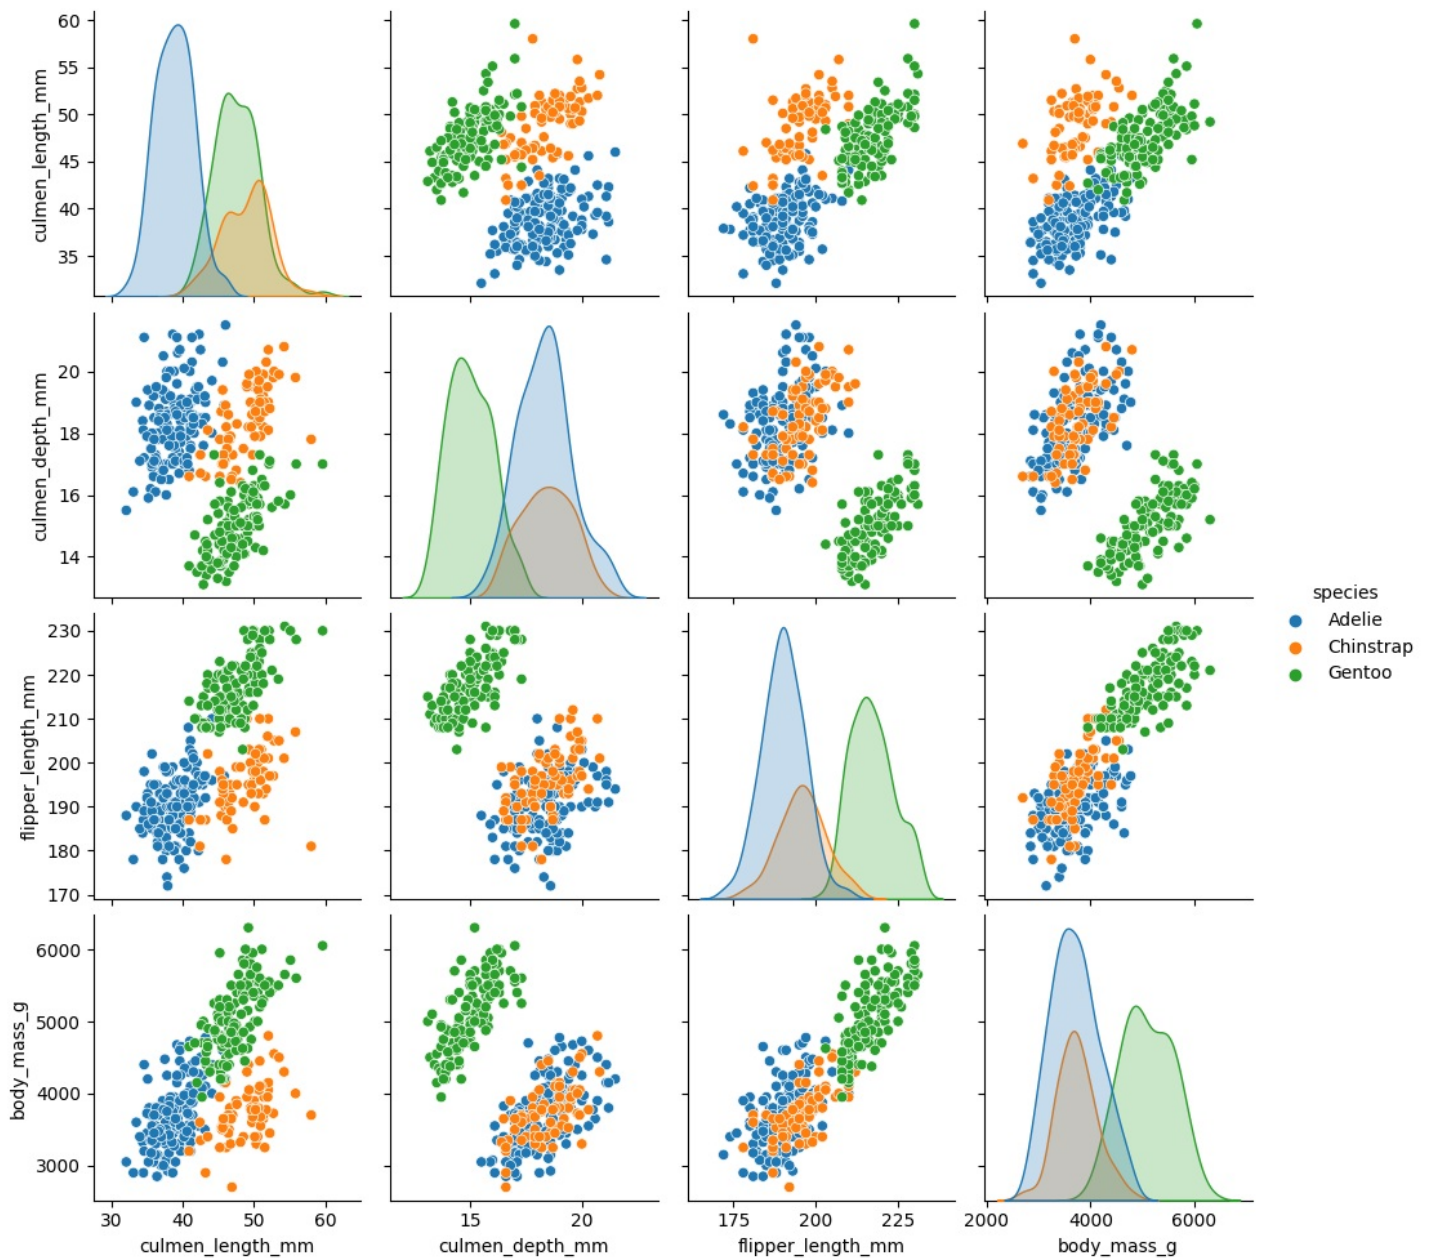 60
55
50
45
40
35
culmen_length_mm
20
18
16
14
culmen_depth_mm
species
Adelie
Chinstrap
Gentoo
230
220
210
200
190
180
170
flipper_length_mm
6000
5000
4000
3000
body_mass_g
30 40 50 60 15 20 175 200 225 2000 4000 6000
culmen_length_mm culmen_depth_mm flipper_length_mm body_mass_g